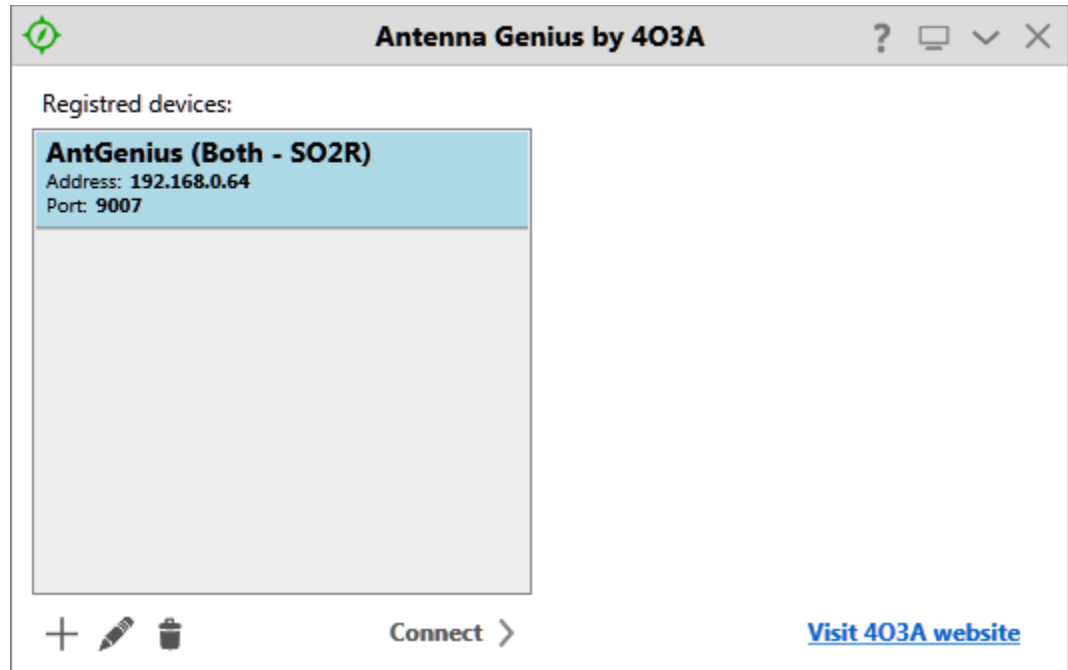 Antenna Genius by 4O3A
?
Registred devices:
AntGenius (Both - SO2R)
Address: 192.168.0.64
Port: 9007
Connect
Visit 4O3A website